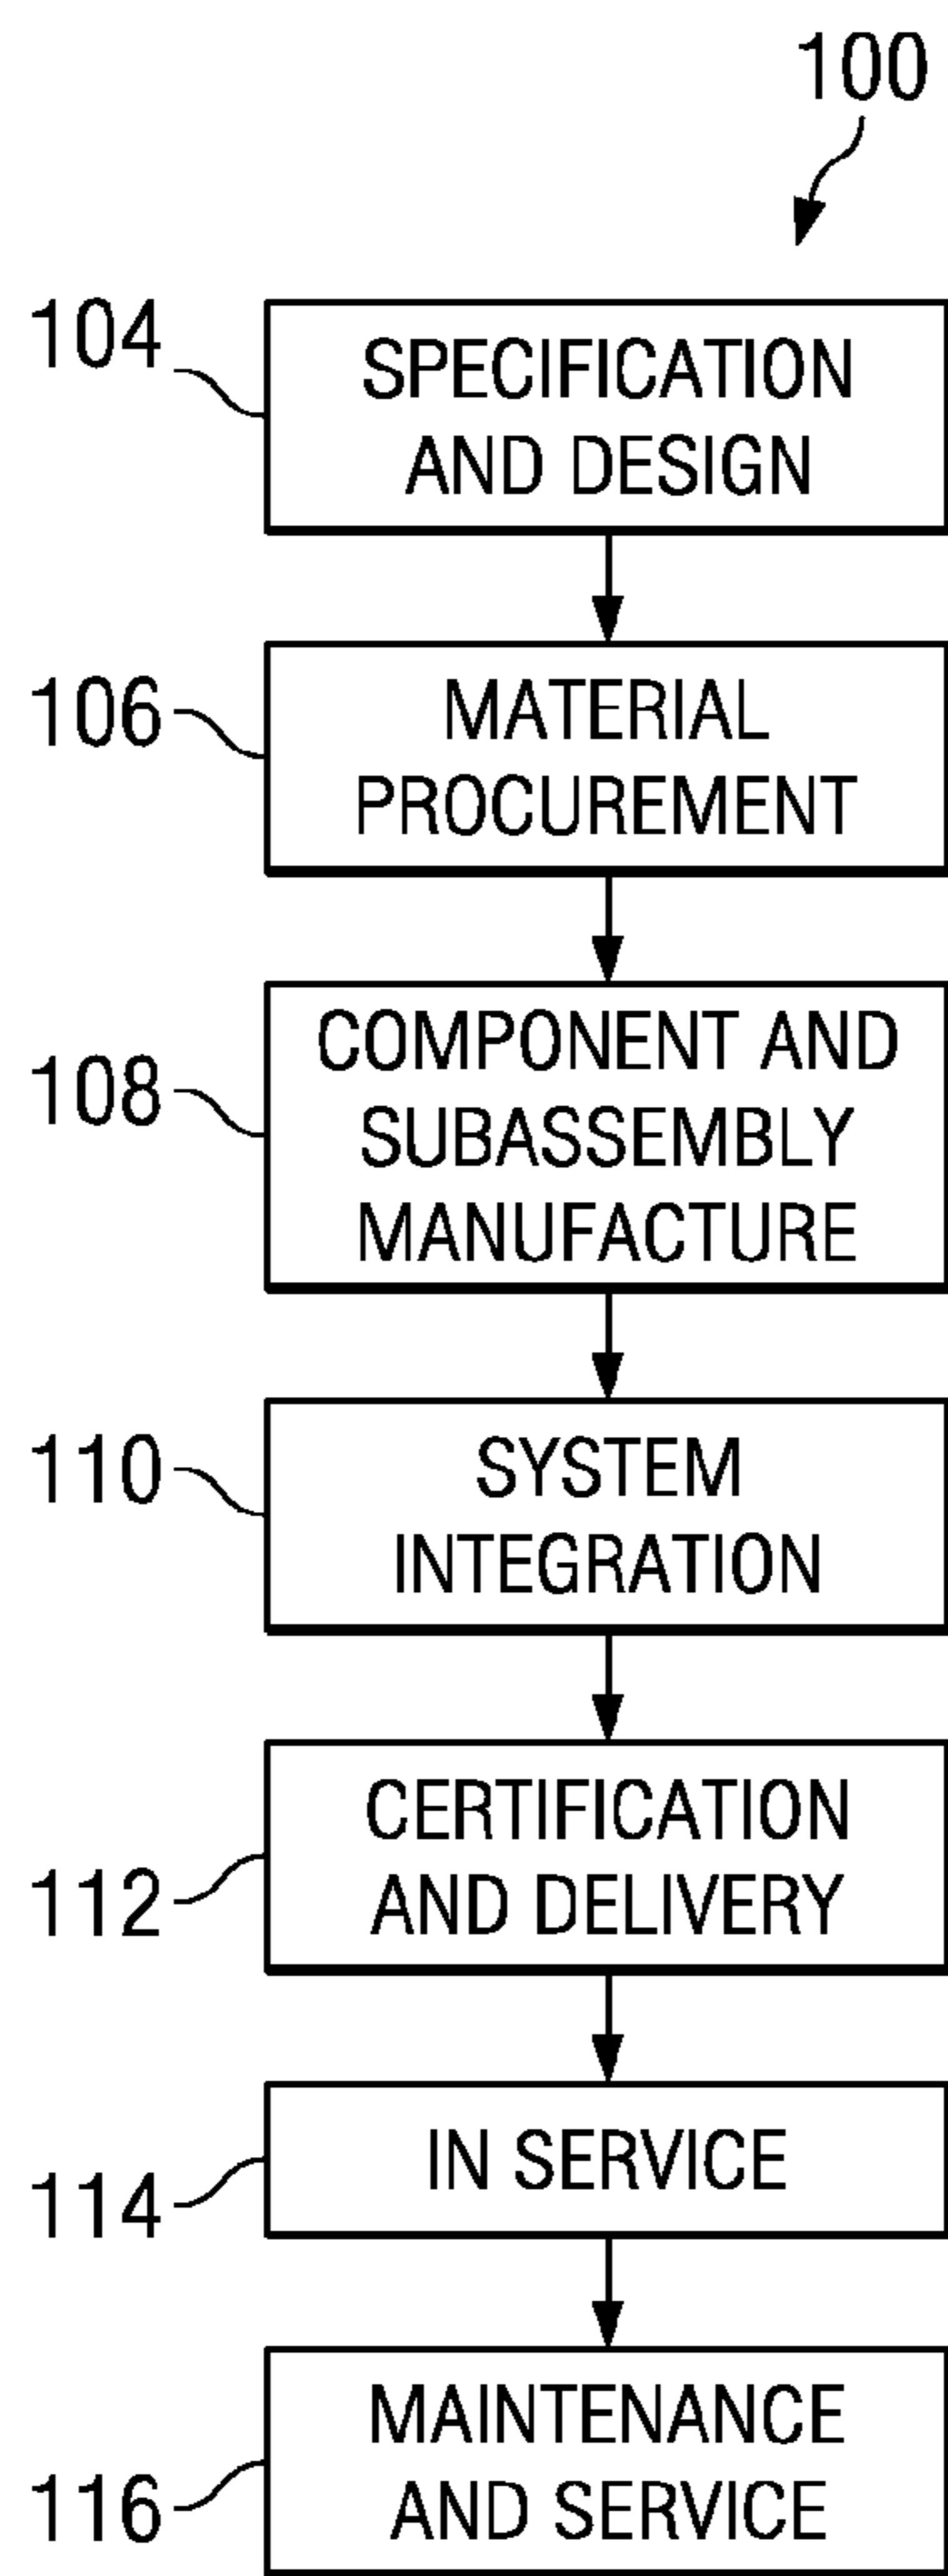 100
104
SPECIFICATION
AND DESIGN
106
MATERIAL
PROCUREMENT
108
COMPONENT AND
SUBASSEMBLY
MANUFACTURE
110
SYSTEM
INTEGRATION
112
CERTIFICATION
AND DELIVERY
114
IN SERVICE
116
MAINTENANCE
AND SERVICE